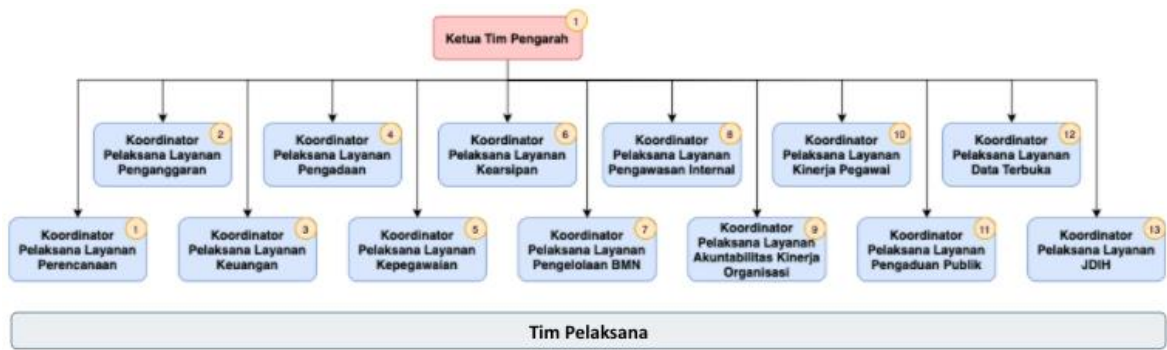 1
Ketua Tim Pengarah
2
Koordinator
Pelaksana Layanan
Penganggaran
4
Koordinator
Pelaksana Layanan
Pengadaan
6
Koordinator
Pelaksana Layanan
Kearsipan
8
Koordinator
Pelaksana Layanan
Pengawasan Internal
10
Koordinator
Pelaksana Layanan
Kinerja Pegawai
12
Koordinator
Pelaksana Layanan
Data Terbuka
1
Koordinator
Pelaksana Layanan
Perencanaan
3
Koordinator
Pelaksana Layanan
Keuangan
5
Koordinator
Pelaksana Layanan
Kepegawaian
7
Koordinator
Pelaksana Layanan
Pengelolaan BMN
9
Koordinator
Pelaksana Layanan
Akuntabilitas Kinerja
Organisasi
11
Koordinator
Pelaksana Layanan
Pengaduan Publik
13
Koordinator
Pelaksana Layanan
JDIH
Tim Pelaksana